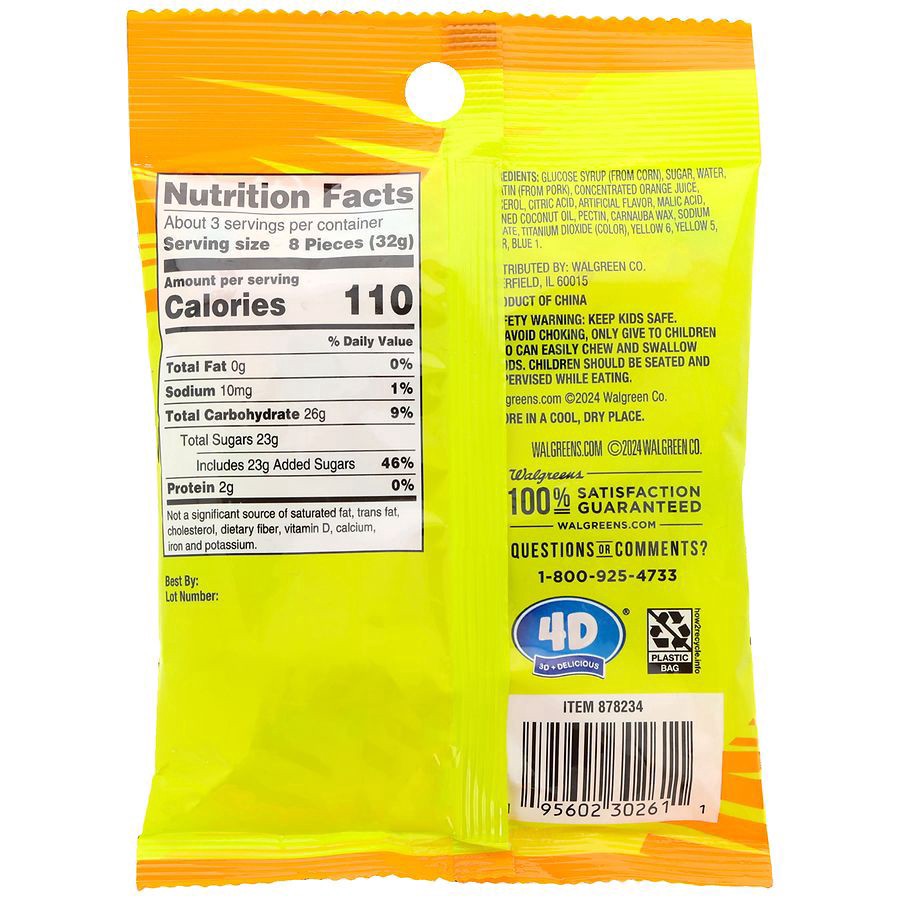 Nutrition Facts
About 3 servings per container
Serving size 8 Pieces (32g)
Amount per serving
Calories 110
% Daily Value
Total Fat 0g 0%
Sodium 10mg 1%
Total Carbohydrate 26g 9%
Total Sugars 23g
Includes 23g Added Sugars 46%
Protein 2g 0%
Not a significant source of saturated fat, trans fat,
cholesterol, dietary fiber, vitamin D, calcium,
iron and potassium.
Best By:
Lot Number:
EDIENTS: GLUCOSE SYRUP (FROM CORN), SUGAR, WATER,
TIN (FROM PORK), CONCENTRATED ORANGE JUICE,
EROL, CITRIC ACID, ARTIFICIAL FLAVOR, MALIC ACID,
NED COCONUT OIL, PECTIN, CARNAUBA WAX, SODIUM
ATE, TITANIUM DIOXIDE (COLOR), YELLOW 6, YELLOW 5,
R, BLUE 1.
TRIBUTED BY: WALGREEN CO.
ERFIELD, IL 60015
ODUCT OF CHINA
FETY WARNING: KEEP KIDS SAFE.
AVOID CHOKING, ONLY GIVE TO CHILDREN
O CAN EASILY CHEW AND SWALLOW
DS. CHILDREN SHOULD BE SEATED AND
PERVISED WHILE EATING.
greens.com ©2024 Walgreen Co.
ORE IN A COOL, DRY PLACE.
WALGREENS.COM ©2024 WALGREEN CO.
Walgreens
100% SATISFACTION
GUARANTEED
WALGREENS.COM
QUESTIONS OR COMMENTS?
1-800-925-4733
4D ®
3D + DELICIOUS
PLASTIC
BAG
how2recycle.info
ITEM 878234
95602 30261 1